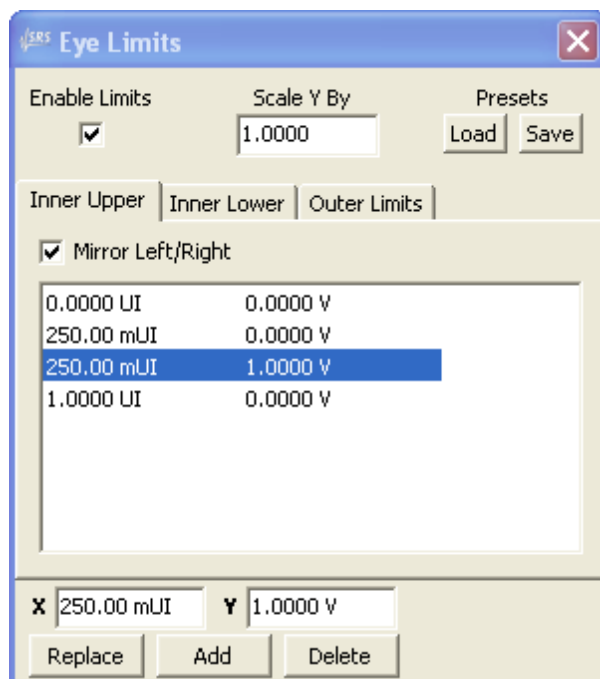 SRS Eye Limits
Enable Limits Scale Y By Presets
1.0000 Load Save
Inner Upper Inner Lower Outer Limits
Mirror Left/Right
0.0000 UI 0.0000 V
250.00 mUI 0.0000 V
250.00 mUI 1.0000 V
1.0000 UI 0.0000 V
X 250.00 mUI Y 1.0000 V
Replace Add Delete